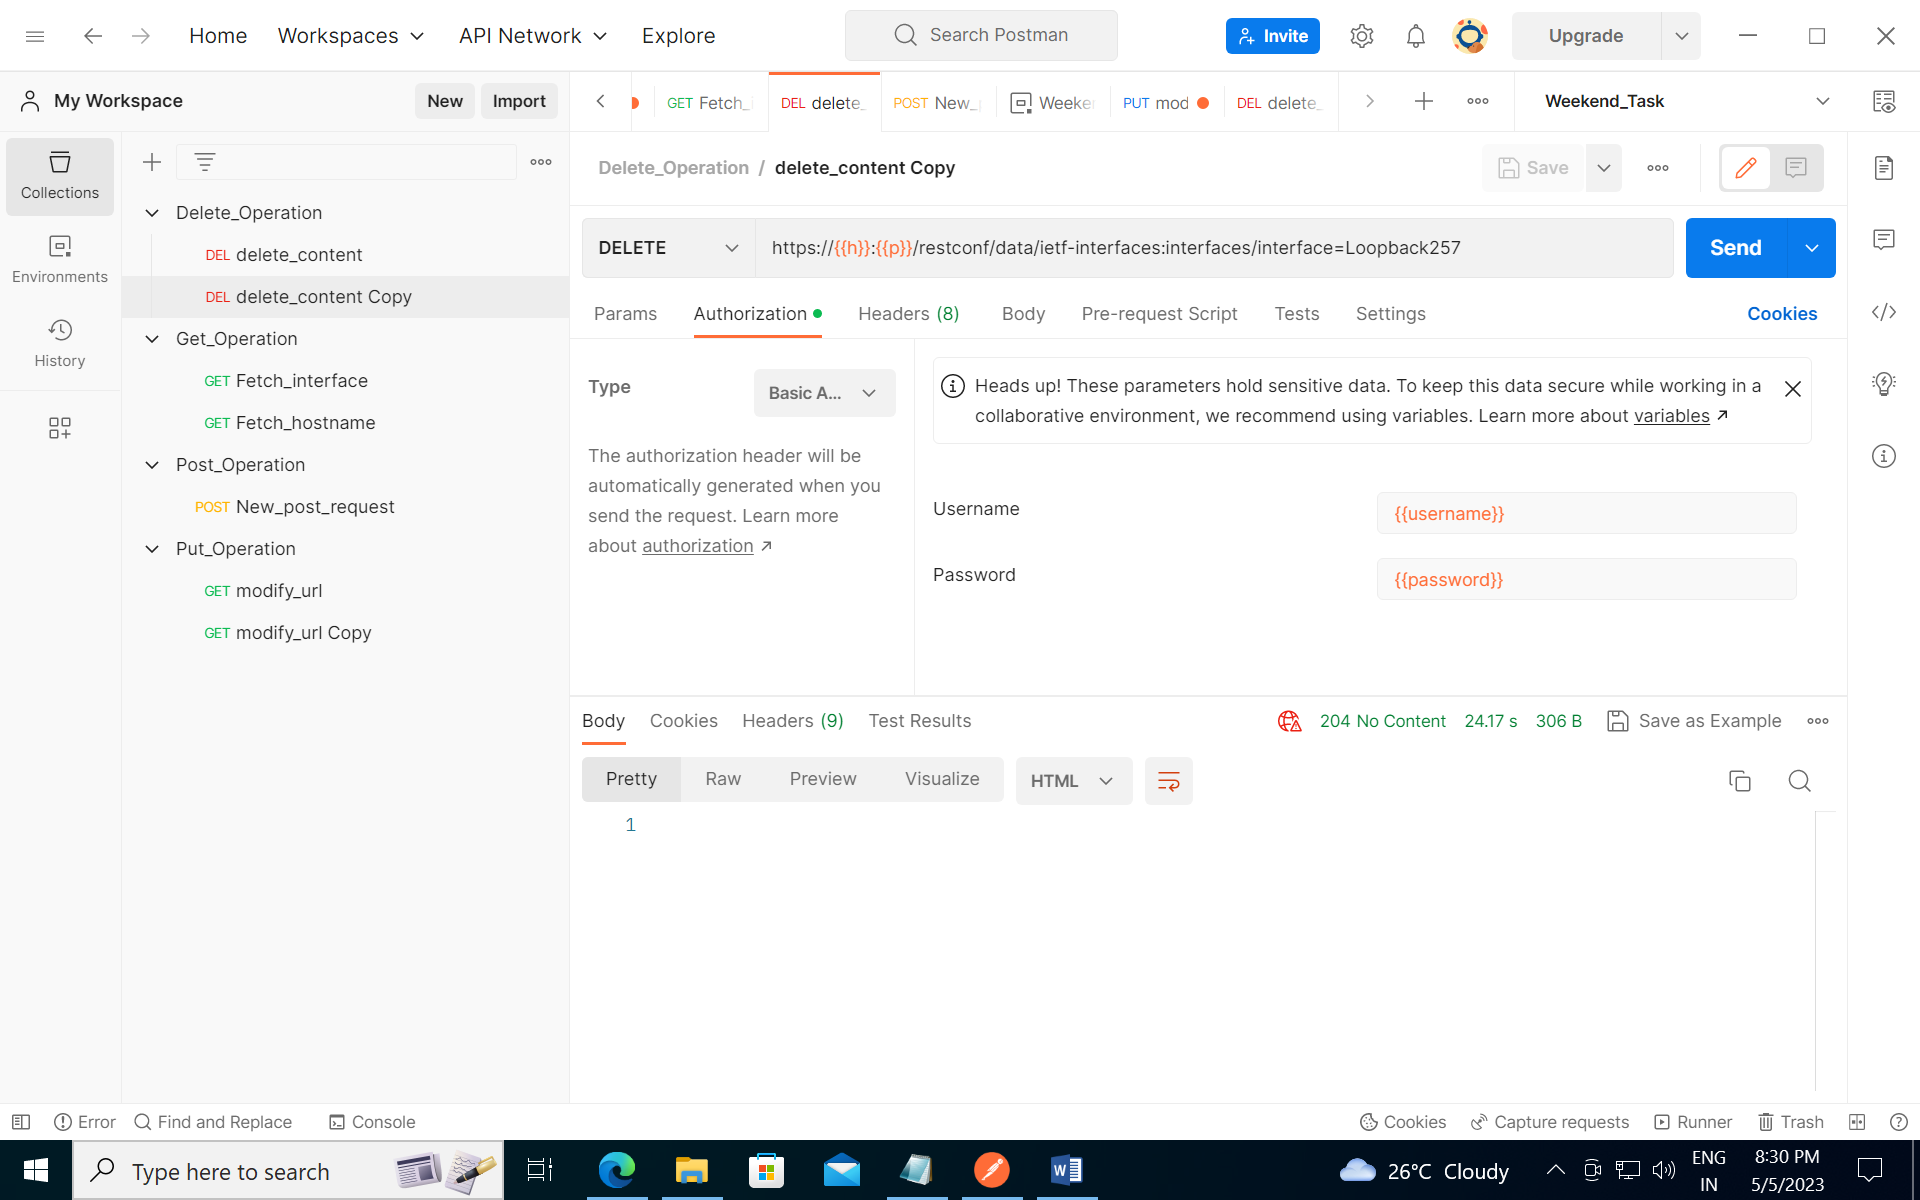 Home
Workspaces
API Network
Explore
Search Postman
Invite
Upgrade
My Workspace
New
Import
GET Fetch_
DEL delete_
POST New_
Weeke
PUT mod
DEL delete_
Weekend_Task
Collections
Environments
History
Delete_Operation
DEL delete_content
DEL delete_content Copy
Get_Operation
GET Fetch_interface
GET Fetch_hostname
Post_Operation
POST New_post_request
Put_Operation
GET modify_url
GET modify_url Copy
Delete_Operation / delete_content Copy
Save
DELETE
https://{{h}}:{{p}}/restconf/data/ietf-interfaces:interfaces/interface=Loopback257
Send
Params
Authorization
Headers (8)
Body
Pre-request Script
Tests
Settings
Cookies
Type
Basic A...
The authorization header will be
automatically generated when you
send the request. Learn more
about authorization ↗
Heads up! These parameters hold sensitive data. To keep this data secure while working in a
collaborative environment, we recommend using variables. Learn more about variables ↗
Username
{{username}}
Password
{{password}}
Body
Cookies
Headers (9)
Test Results
204 No Content
24.17 s
306 B
Save as Example
Pretty
Raw
Preview
Visualize
HTML
1
Error
Find and Replace
Console
Cookies
Capture requests
Runner
Trash
Type here to search
26°C Cloudy
ENG
IN
8:30 PM
5/5/2023